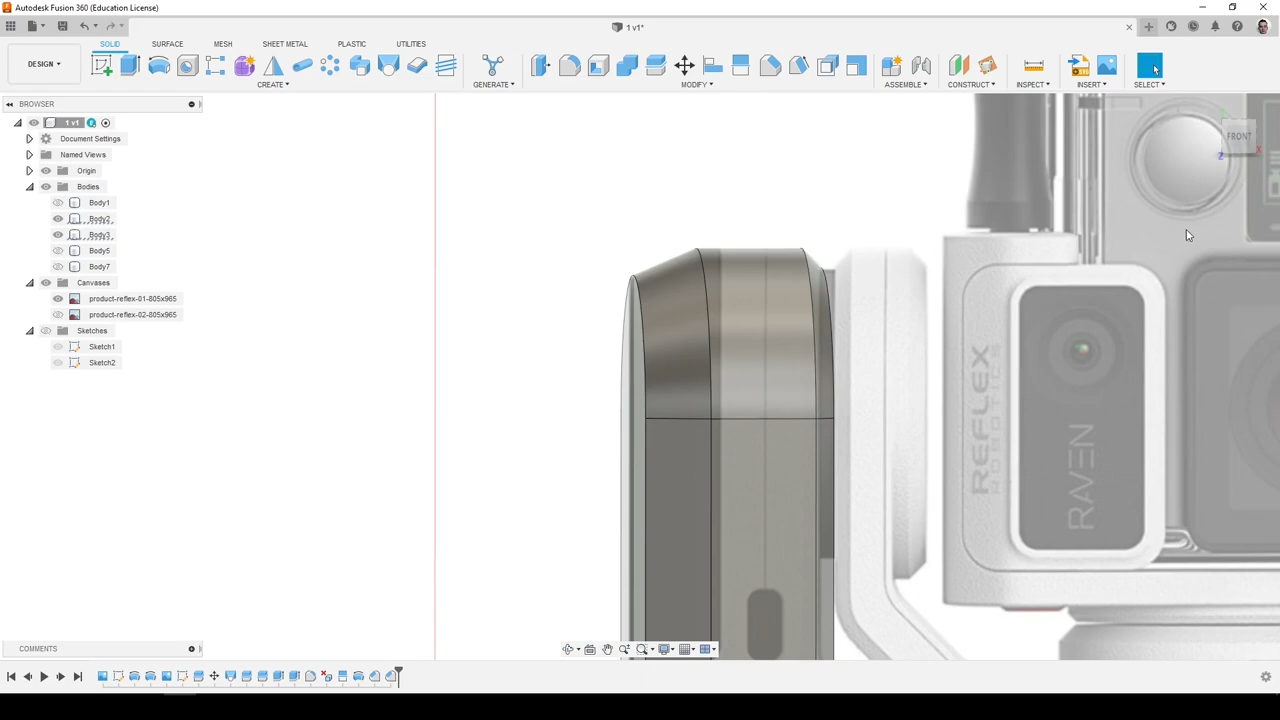 Autodesk Fusion 360 (Education License)
1 v1*
DESIGN
SOLID SURFACE MESH SHEET METAL PLASTIC UTILITIES
CREATE GENERATE MODIFY ASSEMBLE CONSTRUCT INSPECT INSERT SELECT
BROWSER
1 v1
Document Settings
Named Views
Origin
Bodies
Body1
Body2
Body3
Body5
Body7
Canvases
product-reflex-01-805x965
product-reflex-02-805x965
Sketches
Sketch1
Sketch2
FRONT
X
Z
REFLEX
ROBOTICS
RAVEN
COMMENTS